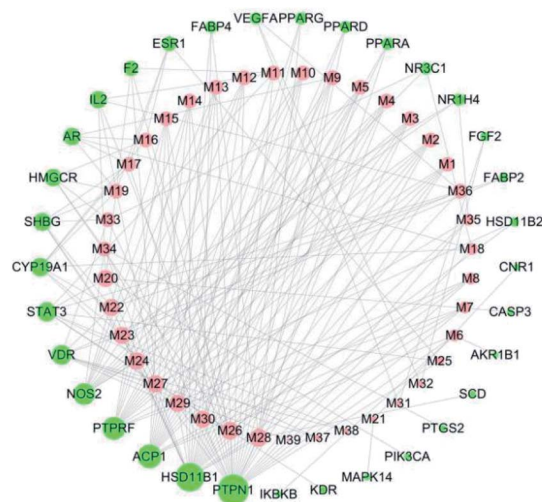 VEGFA
PPARG
FABP4
PPARD
ESR1
PPARA
F2
M11
M10
M12
M9
NR3C1
M13
M5
IL2
M14
M4
NR1H4
M15
M3
AR
M16
M2
FGF2
HMGCR
M17
M1
FABP2
M19
M36
SHBG
M33
M35
HSD11B2
M34
M18
CYP19A1
M20
M8
CNR1
STAT3
M22
M7
CASP3
M23
M6
VDR
M24
M25
AKR1B1
NOS2
M27
M32
SCD
PTPRF
M29
M31
M30
M21
PTGS2
M26
M28
M39
M37
M38
ACP1
PIK3CA
HSD11B1
MAPK14
PTPN1
IKBKB
KDR